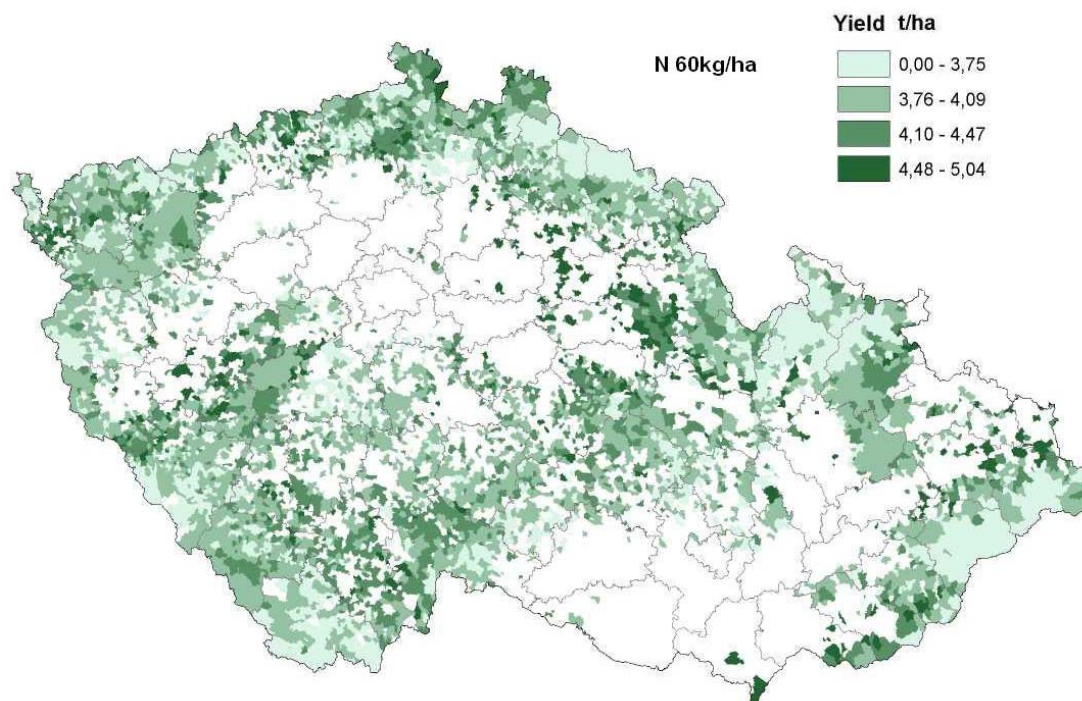 Yield t/ha
N 60kg/ha
0,00 - 3,75
3,76 - 4,09
4,10 - 4,47
4,48 - 5,04